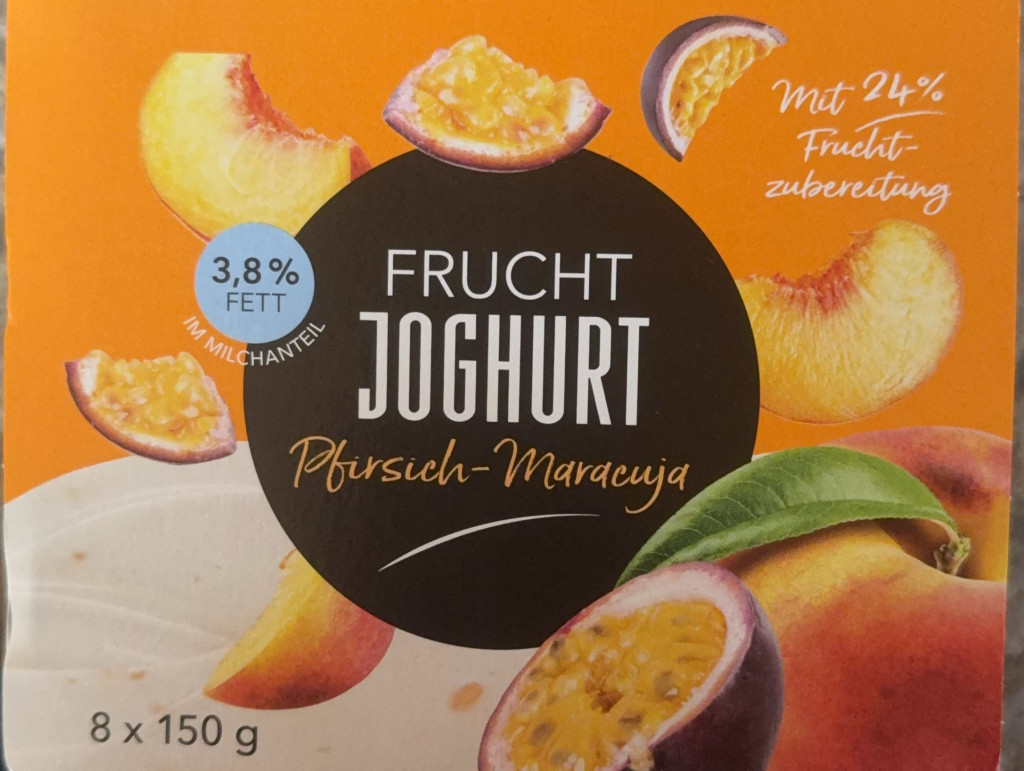 Mit 24%
Frucht-
zubereitung
3,8%
FETT
IM MILCHANTEIL
FRUCHT
JOGHURT
Pfirsich-Maracuja
8 x 150 g